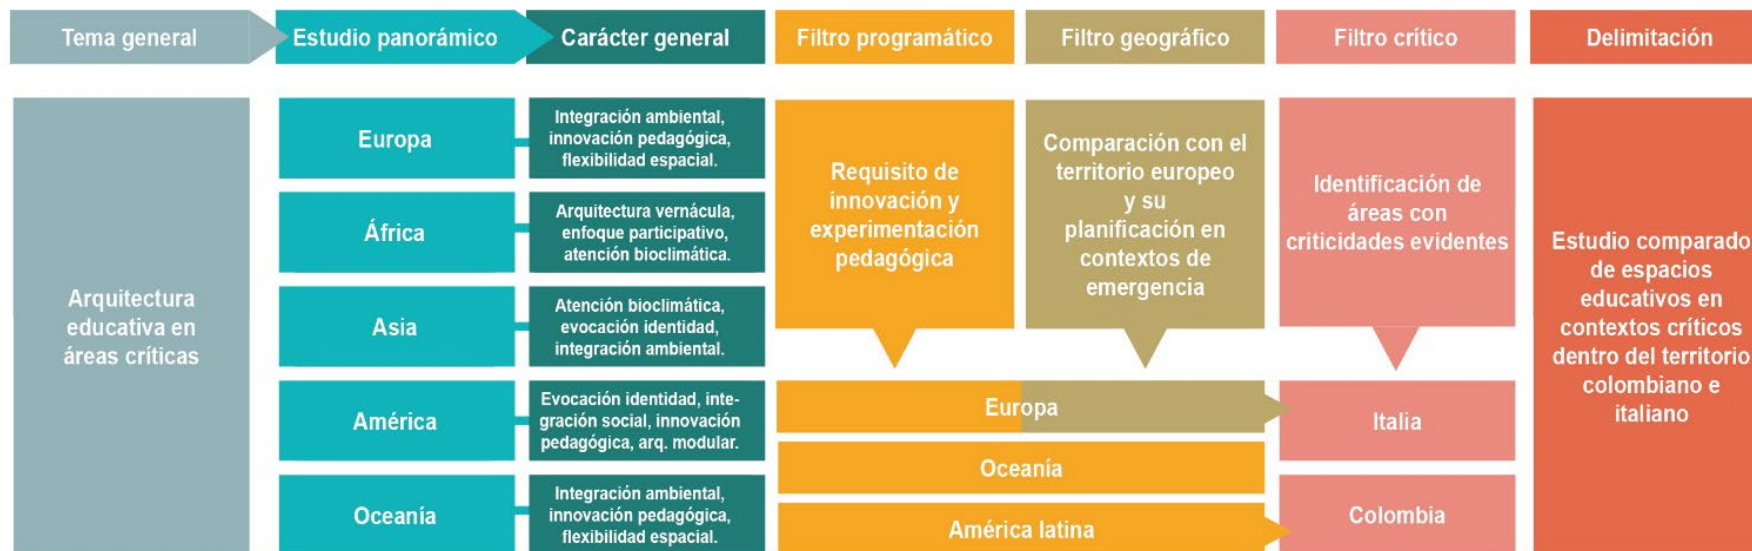 Tema general
Estudio panorámico
Carácter general
Filtro programático
Filtro geográfico
Filtro crítico
Delimitación
Arquitectura
educativa en
áreas críticas
Europa
Integración ambiental,
innovación pedagógica,
flexibilidad espacial.
África
Arquitectura vernácula,
enfoque participativo,
atención bioclimática.
Asia
Atención bioclimática,
evocación identidad,
integración ambiental.
América
Evocación identidad, inte-
gración social, innovación
pedagógica, arq. modular.
Oceanía
Integración ambiental,
innovación pedagógica,
flexibilidad espacial.
Requisito de
innovación y
experimentación
pedagógica
Comparación con el
territorio europeo
y su
planificación en
contextos de
emergencia
Identificación de
áreas con
criticidades evidentes
Europa
Oceanía
América latina
Italia
Colombia
Estudio comparado
de espacios
educativos en
contextos críticos
dentro del territorio
colombiano e
italiano